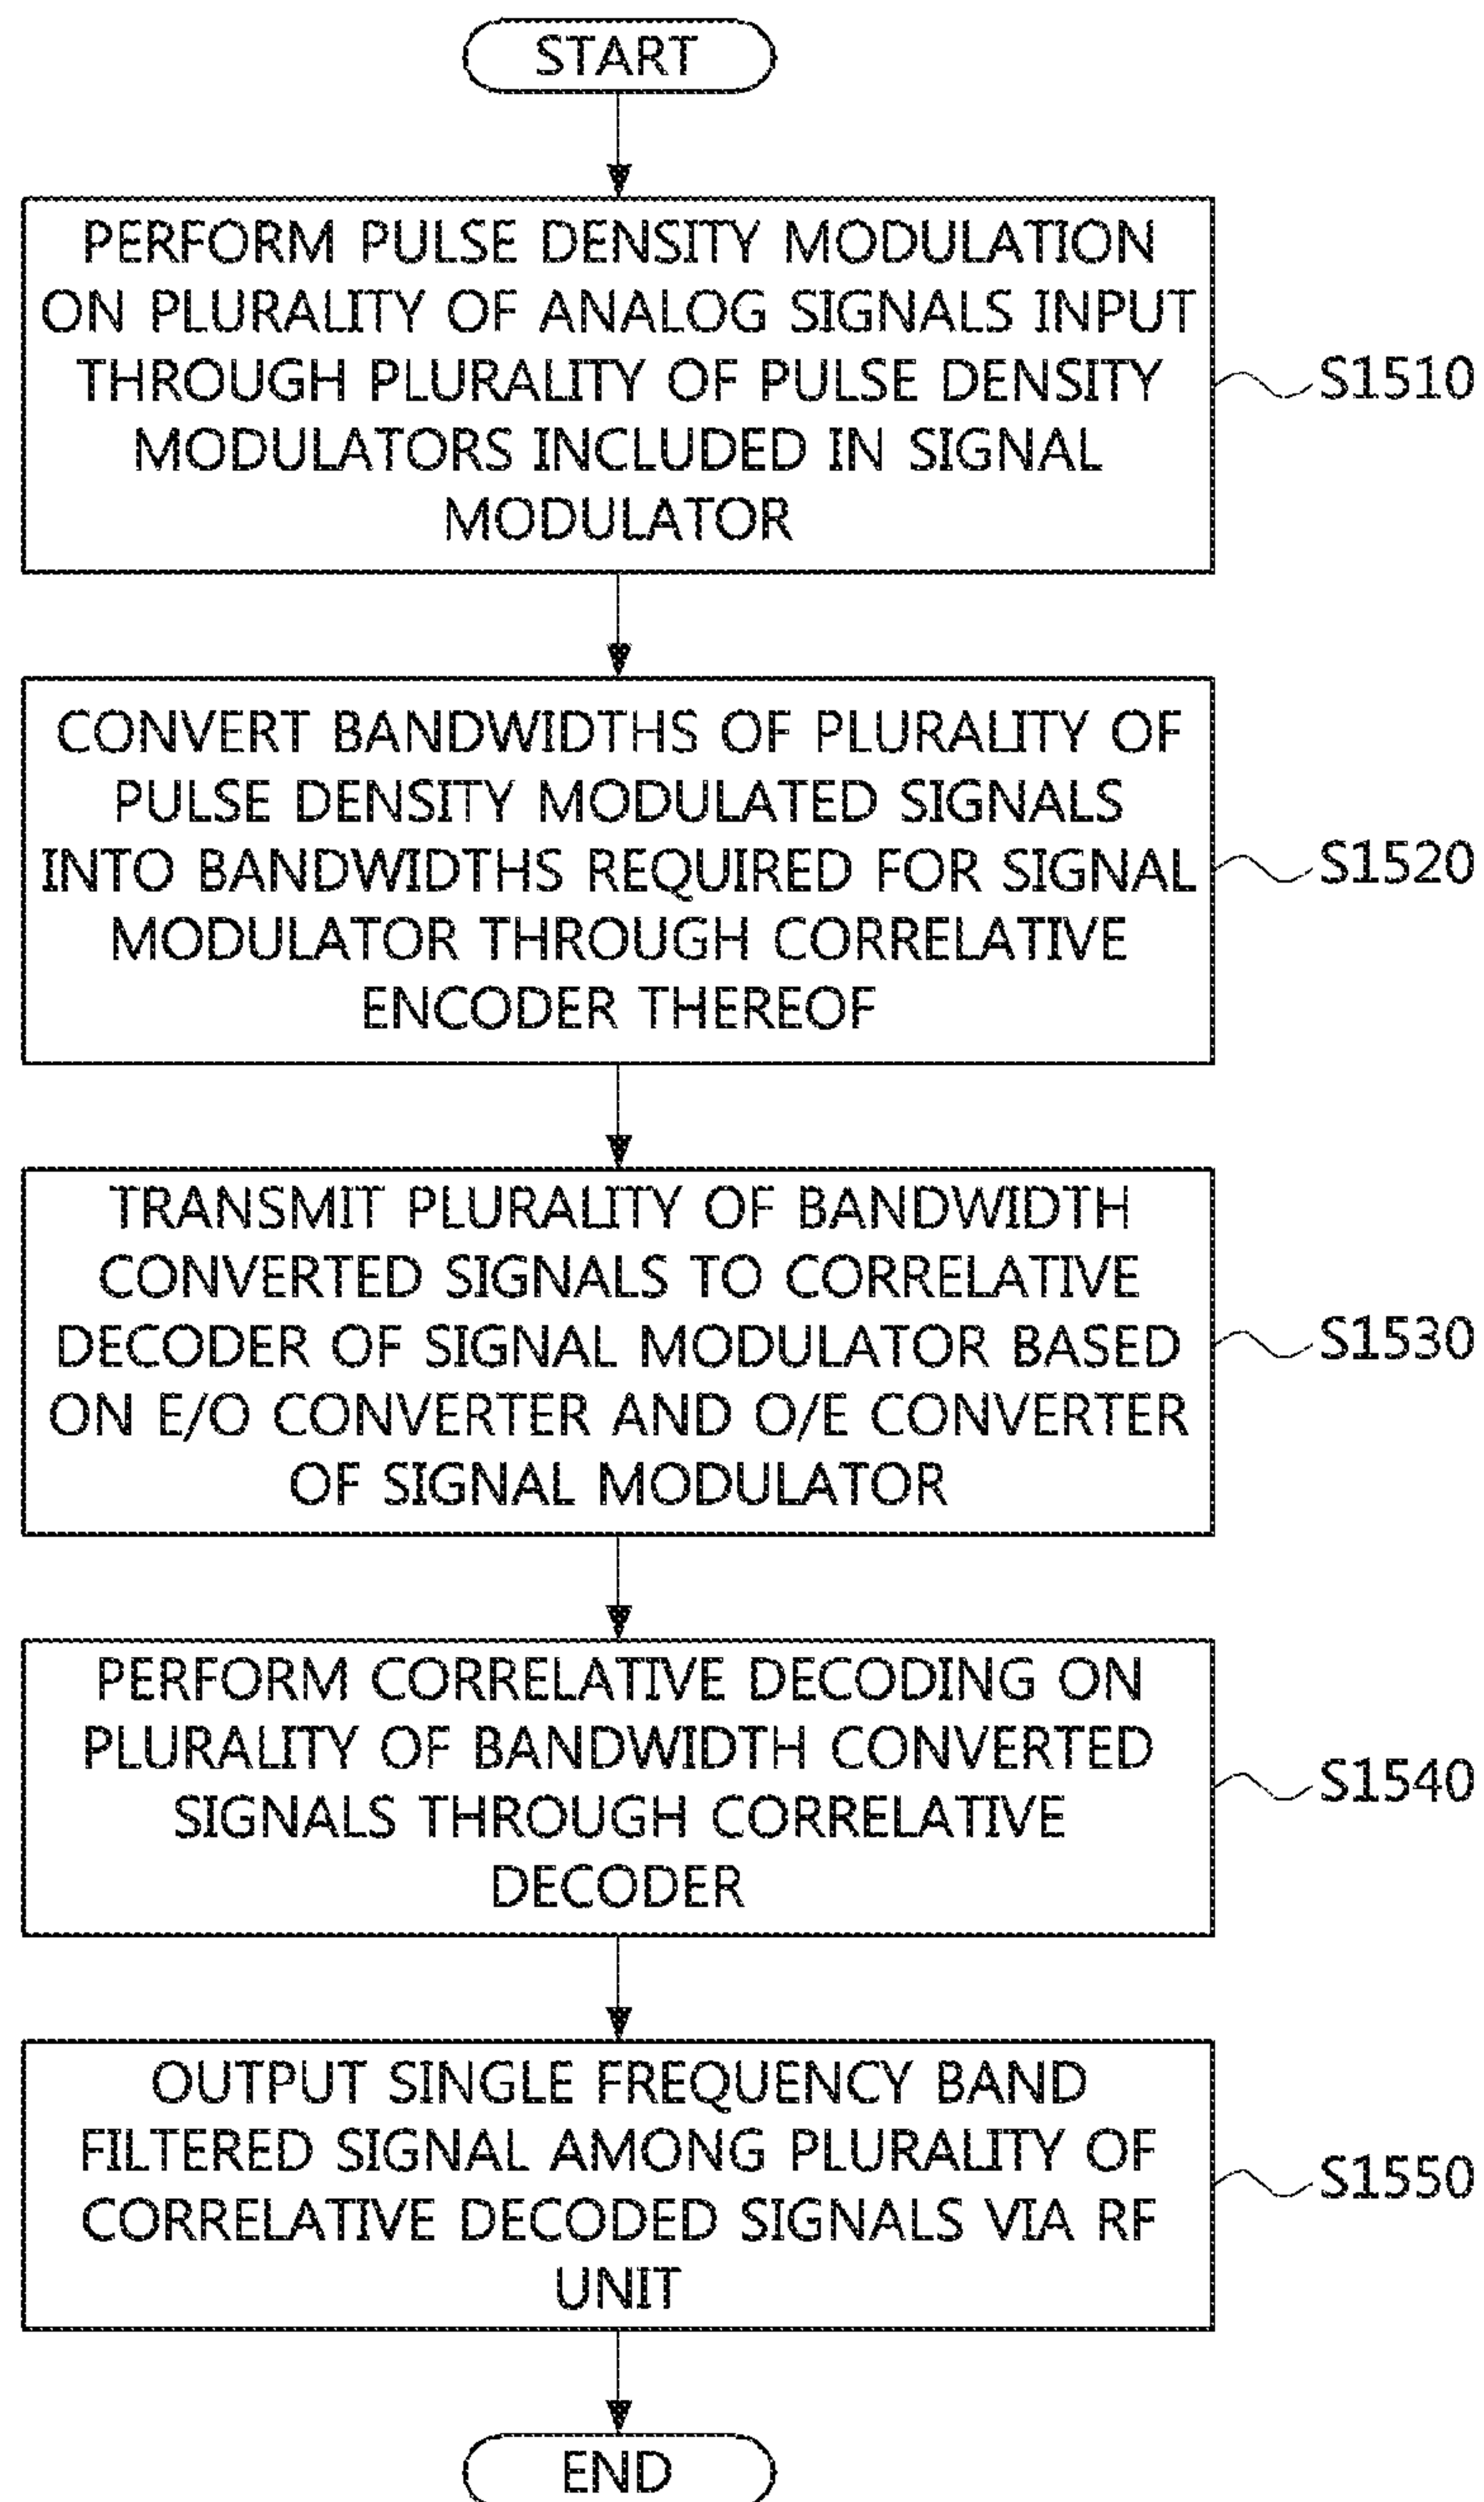 START
PERFORM PULSE DENSITY MODULATION
ON PLURALITY OF ANALOG SIGNALS INPUT
THROUGH PLURALITY OF PULSE DENSITY
MODULATORS INCLUDED IN SIGNAL
MODULATOR
S1510
CONVERT BANDWIDTHS OF PLURALITY OF
PULSE DENSITY MODULATED SIGNALS
INTO BANDWIDTHS REQUIRED FOR SIGNAL
MODULATOR THROUGH CORRELATIVE
ENCODER THEREOF
S1520
TRANSMIT PLURALITY OF BANDWIDTH
CONVERTED SIGNALS TO CORRELATIVE
DECODER OF SIGNAL MODULATOR BASED
ON E/O CONVERTER AND O/E CONVERTER
OF SIGNAL MODULATOR
S1530
PERFORM CORRELATIVE DECODING ON
PLURALITY OF BANDWIDTH CONVERTED
SIGNALS THROUGH CORRELATIVE
DECODER
S1540
OUTPUT SINGLE FREQUENCY BAND
FILTERED SIGNAL AMONG PLURALITY OF
CORRELATIVE DECODED SIGNALS VIA RF
UNIT
S1550
END